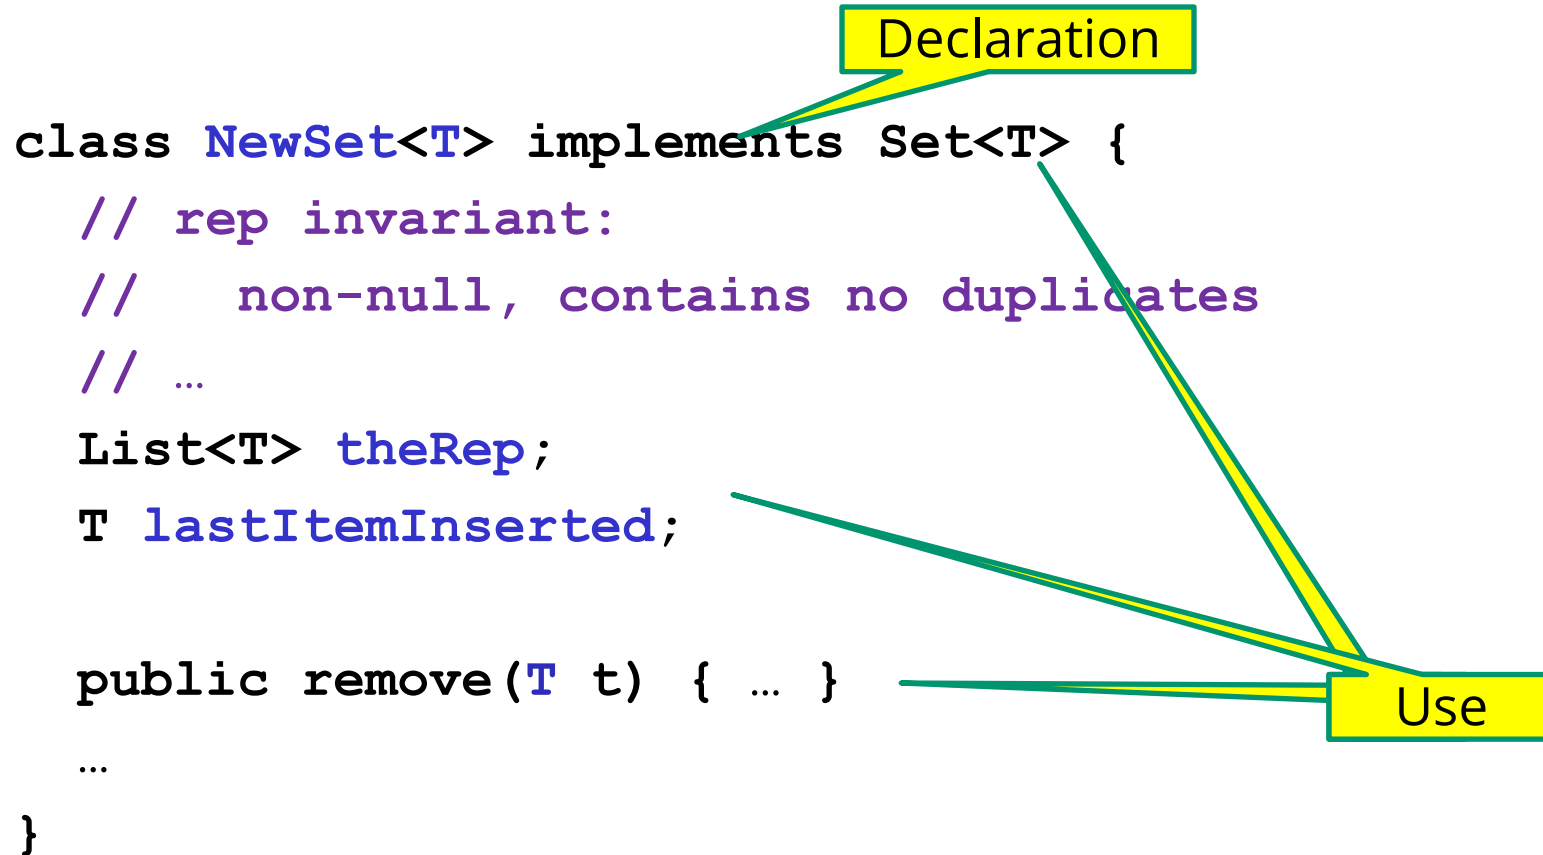 Declaration
class NewSet<T> implements Set<T> {
// rep invariant:
//   non-null, contains no duplicates
// …
List<T> theRep;
T lastItemInserted;
public remove(T t) { … }
Use
…
}